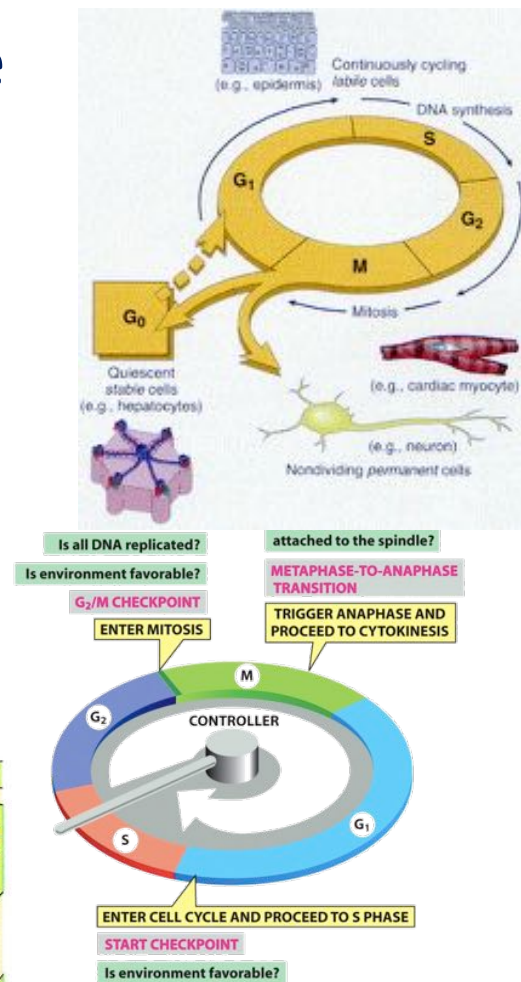 e
(e.g., epidermis)
Continuously cycling
labile cells
DNA synthesis
S
G₁
G₂
M
Mitosis
G₀
Quiescent
stable cells
(e.g., hepatocytes)
(e.g., cardiac myocyte)
(e.g., neuron)
Nondividing permanent cells
Is all DNA replicated?
Is environment favorable?
G₂/M CHECKPOINT
ENTER MITOSIS
attached to the spindle?
METAPHASE-TO-ANAPHASE
TRANSITION
TRIGGER ANAPHASE AND
PROCEED TO CYTOKINESIS
M
G₂
CONTROLLER
S
G₁
ENTER CELL CYCLE AND PROCEED TO S PHASE
START CHECKPOINT
Is environment favorable?